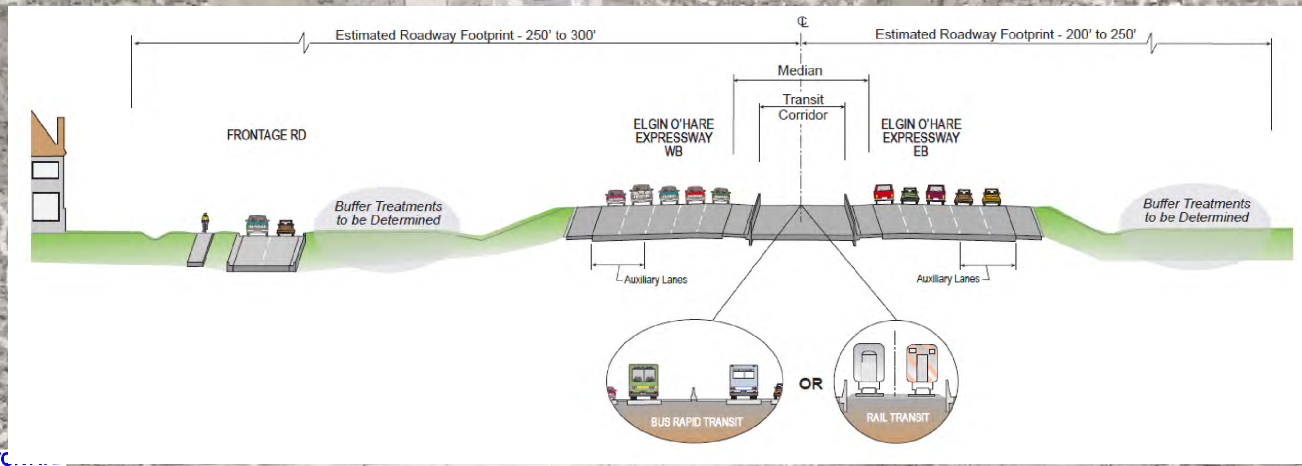 ℄
Estimated Roadway Footprint - 250' to 300'
Estimated Roadway Footprint - 200' to 250'
Median
Transit
Corridor
FRONTAGE RD
ELGIN O'HARE
EXPRESSWAY
WB
ELGIN O'HARE
EXPRESSWAY
EB
Buffer Treatments
to be Determined
Buffer Treatments
to be Determined
Auxiliary Lanes
Auxiliary Lanes
BUS RAPID TRANSIT
OR
RAIL TRANSIT